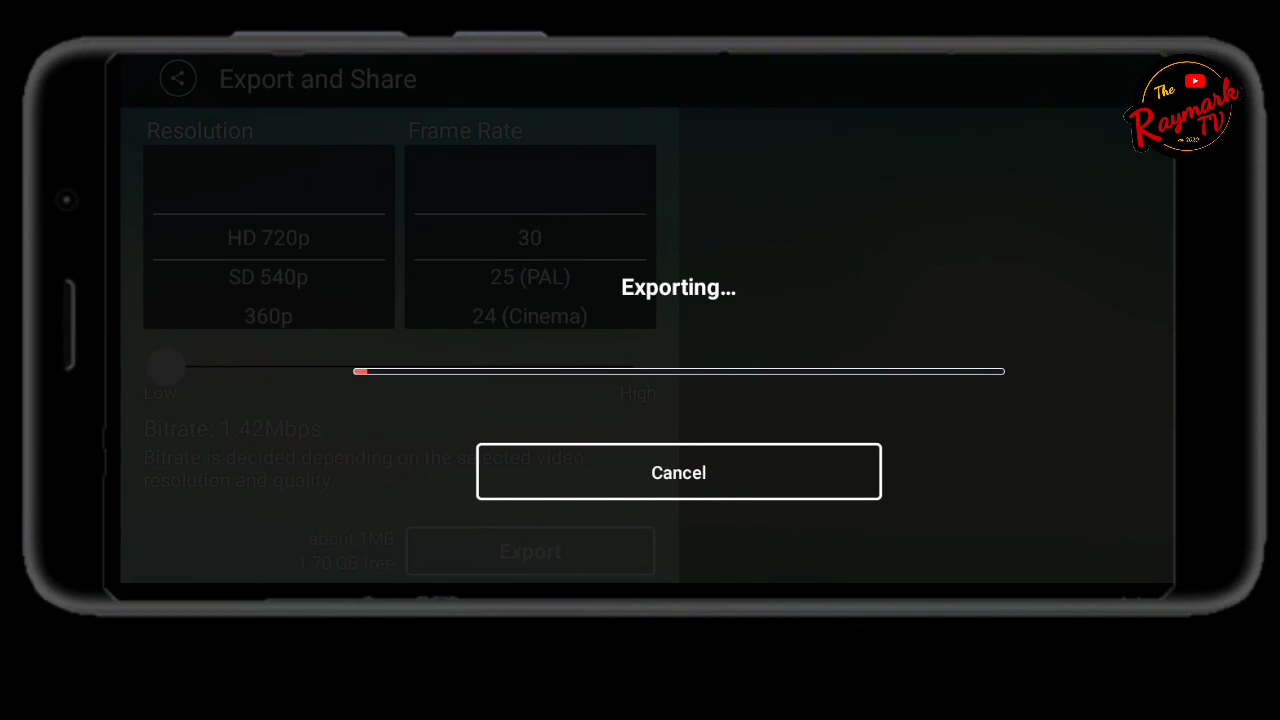 Export and Share
The
Raymark
TV
Resolution
Frame Rate
HD 720p
30
SD 540p
25 (PAL)
Exporting...
360p
24 (Cinema)
Low
High
Bitrate: 1.42Mbps
Bitrate is decided depending on the selected video
resolution and quality.
Cancel
about 1MB
1.70 GB free
Export